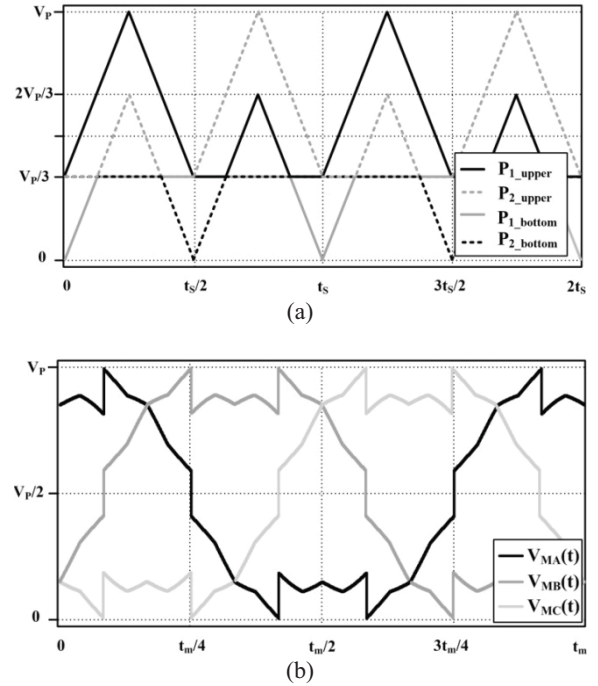 V_P
2V_P/3
V_P/3
0
P_1_upper
P_2_upper
P_1_bottom
P_2_bottom
0 t_S/2 t_S 3t_S/2 2t_S
(a)
V_P
V_P/2
0
V_MA(t)
V_MB(t)
V_MC(t)
0 t_m/4 t_m/2 3t_m/4 t_m
(b)